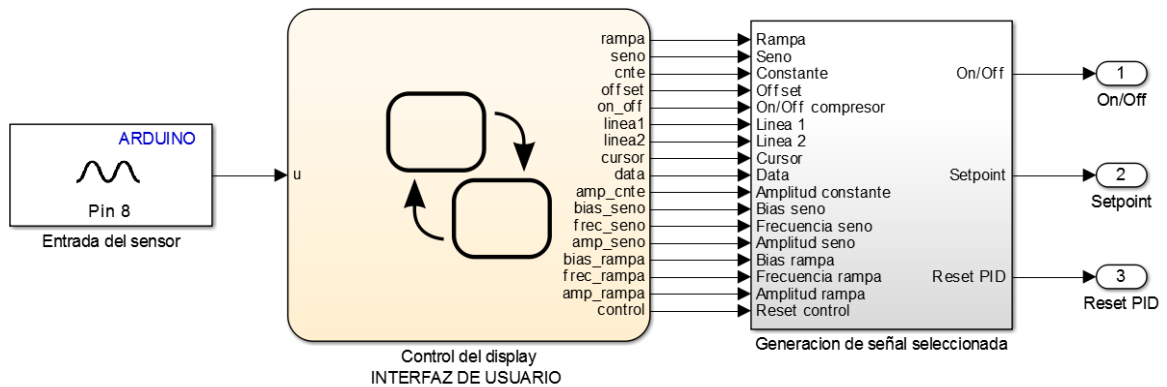 ARDUINO
Pin 8
Entrada del sensor
u
rampa
seno
cnte
offset
on_off
linea1
linea2
cursor
data
amp_cnte
bias_seno
frec_seno
amp_seno
bias_rampa
frec_rampa
amp_rampa
control
Control del display
INTERFAZ DE USUARIO
Rampa
Seno
Constante
Offset
On/Off compresor
Linea 1
Linea 2
Cursor
Data
Amplitud constante
Bias seno
Frecuencia seno
Amplitud seno
Bias rampa
Frecuencia rampa
Amplitud rampa
Reset control
On/Off
Setpoint
Reset PID
Generacion de señal seleccionada
1
On/Off
2
Setpoint
3
Reset PID